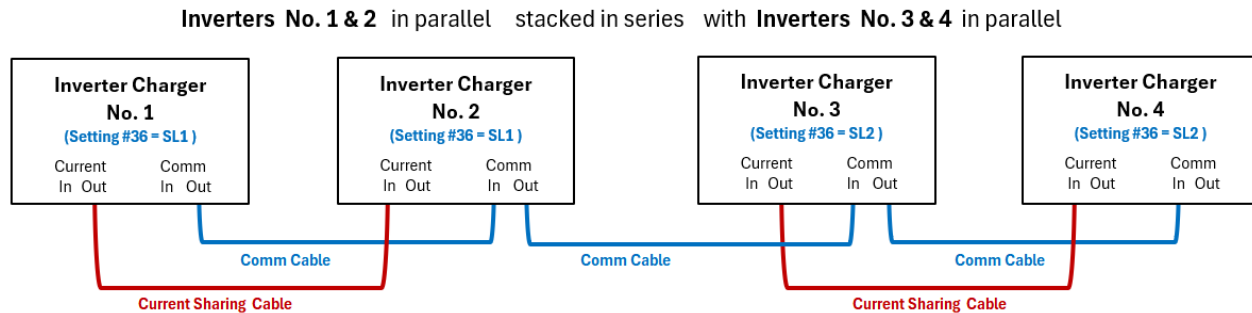 Inverters No. 1 & 2 in parallel stacked in series with Inverters No. 3 & 4 in parallel
Inverter Charger
No. 1
(Setting #36 = SL1 )
Current Comm
In Out In Out
Inverter Charger
No. 2
(Setting #36 = SL1 )
Current Comm
In Out In Out
Inverter Charger
No. 3
(Setting #36 = SL2 )
Current Comm
In Out In Out
Inverter Charger
No. 4
(Setting #36 = SL2 )
Current Comm
In Out In Out
Comm Cable
Comm Cable
Comm Cable
Current Sharing Cable
Current Sharing Cable